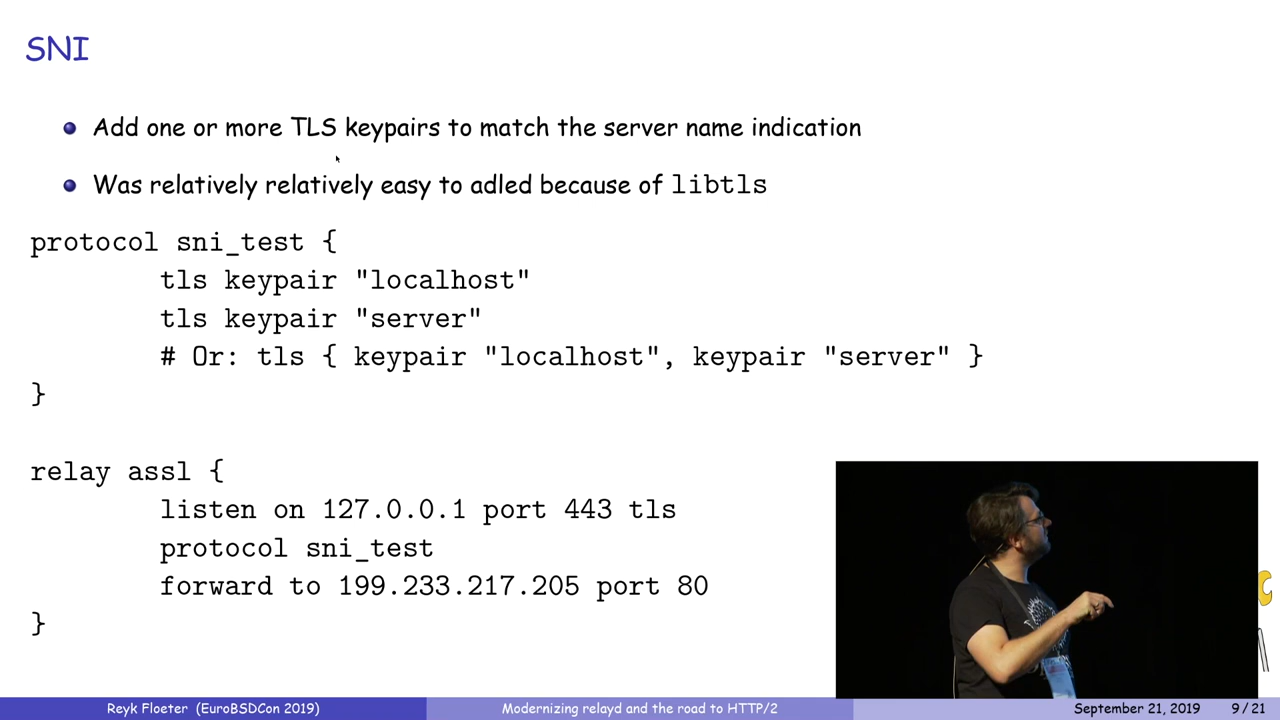 SNI
Add one or more TLS keypairs to match the server name indication
Was relatively relatively easy to adled because of libtls
protocol sni_test {
tls keypair "localhost"
tls keypair "server"
# Or: tls { keypair "localhost", keypair "server" }
}
relay assl {
listen on 127.0.0.1 port 443 tls
protocol sni_test
forward to 199.233.217.205 port 80
}
Reyk Floeter (EuroBSDCon 2019) Modernizing relayd and the road to HTTP/2 September 21, 2019 9 / 21